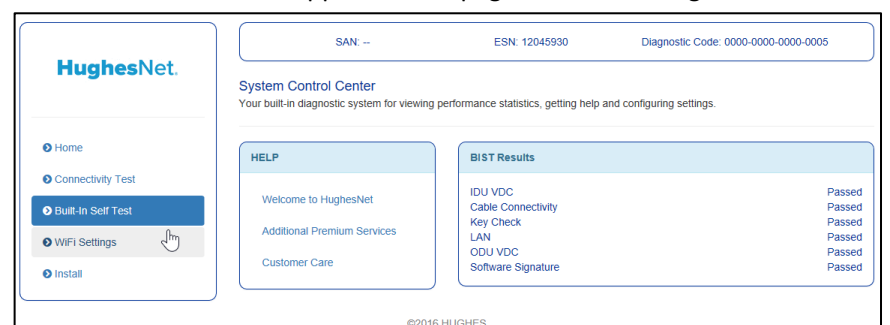 HughesNet.
Home
Connectivity Test
Built-In Self Test
WiFi Settings
Install
SAN: -- ESN: 12045930 Diagnostic Code: 0000-0000-0000-0005
System Control Center
Your built-in diagnostic system for viewing performance statistics, getting help and configuring settings.
HELP
Welcome to HughesNet
Additional Premium Services
Customer Care
BIST Results
IDU VDC Passed
Cable Connectivity Passed
Key Check Passed
LAN Passed
ODU VDC Passed
Software Signature Passed
©2016 HUGHES